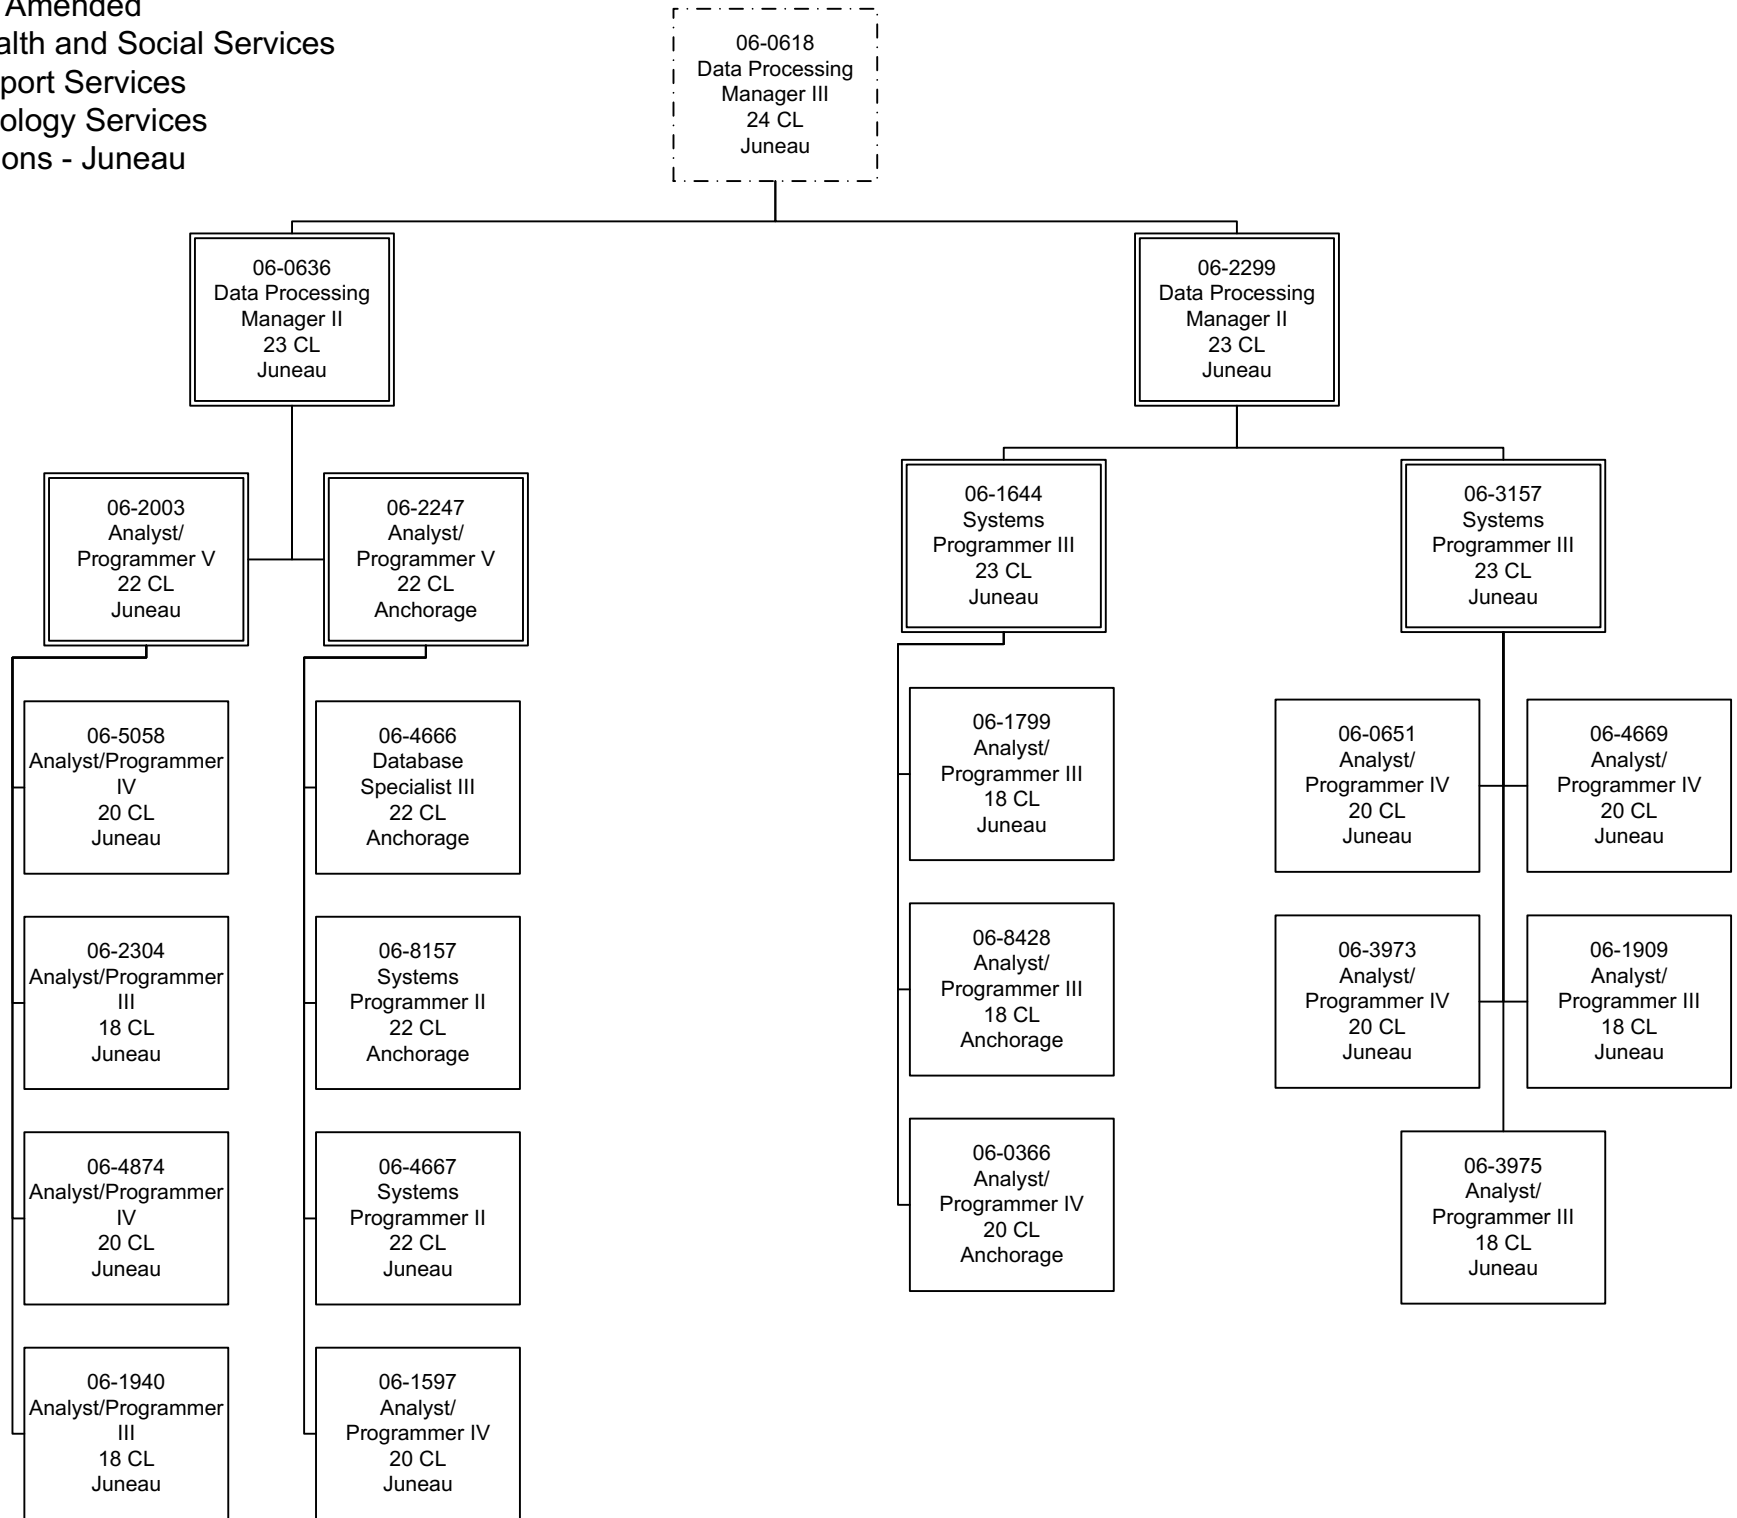 Amended
alth and Social Services
port Services
ology Services
ons - Juneau
06-0618
Data Processing
Manager III
24 CL
Juneau
06-0636
Data Processing
Manager II
23 CL
Juneau
06-2299
Data Processing
Manager II
23 CL
Juneau
06-2003
Analyst/
Programmer V
22 CL
Juneau
06-2247
Analyst/
Programmer V
22 CL
Anchorage
06-1644
Systems
Programmer III
23 CL
Juneau
06-3157
Systems
Programmer III
23 CL
Juneau
06-5058
Analyst/Programmer
IV
20 CL
Juneau
06-4666
Database
Specialist III
22 CL
Anchorage
06-1799
Analyst/
Programmer III
18 CL
Juneau
06-0651
Analyst/
Programmer IV
20 CL
Juneau
06-4669
Analyst/
Programmer IV
20 CL
Juneau
06-2304
Analyst/Programmer
III
18 CL
Juneau
06-8157
Systems
Programmer II
22 CL
Anchorage
06-8428
Analyst/
Programmer III
18 CL
Anchorage
06-3973
Analyst/
Programmer IV
20 CL
Juneau
06-1909
Analyst/
Programmer III
18 CL
Juneau
06-4874
Analyst/Programmer
IV
20 CL
Juneau
06-4667
Systems
Programmer II
22 CL
Juneau
06-0366
Analyst/
Programmer IV
20 CL
Anchorage
06-3975
Analyst/
Programmer III
18 CL
Juneau
06-1940
Analyst/Programmer
III
18 CL
Juneau
06-1597
Analyst/
Programmer IV
20 CL
Juneau